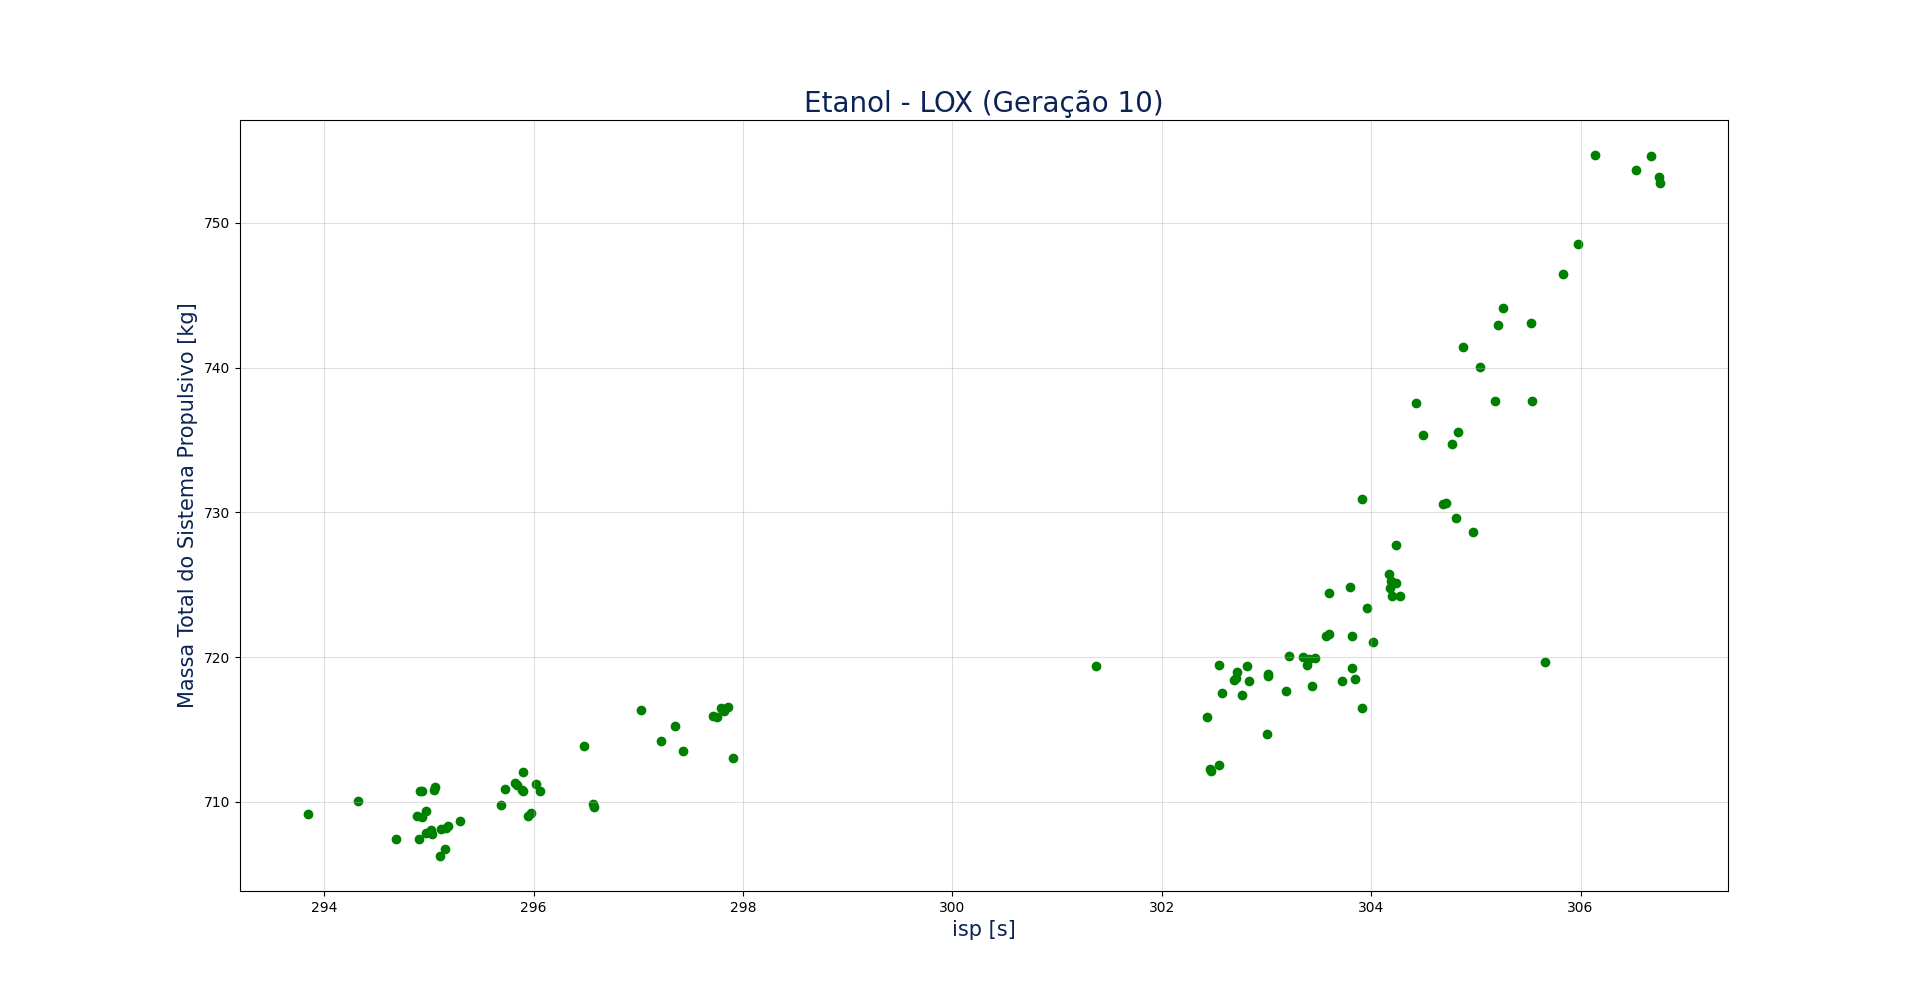 Etanol - LOX (Geração 10)
Massa Total do Sistema Propulsivo [kg]
750
740
730
720
710
294 296 298 300 302 304 306
isp [s]